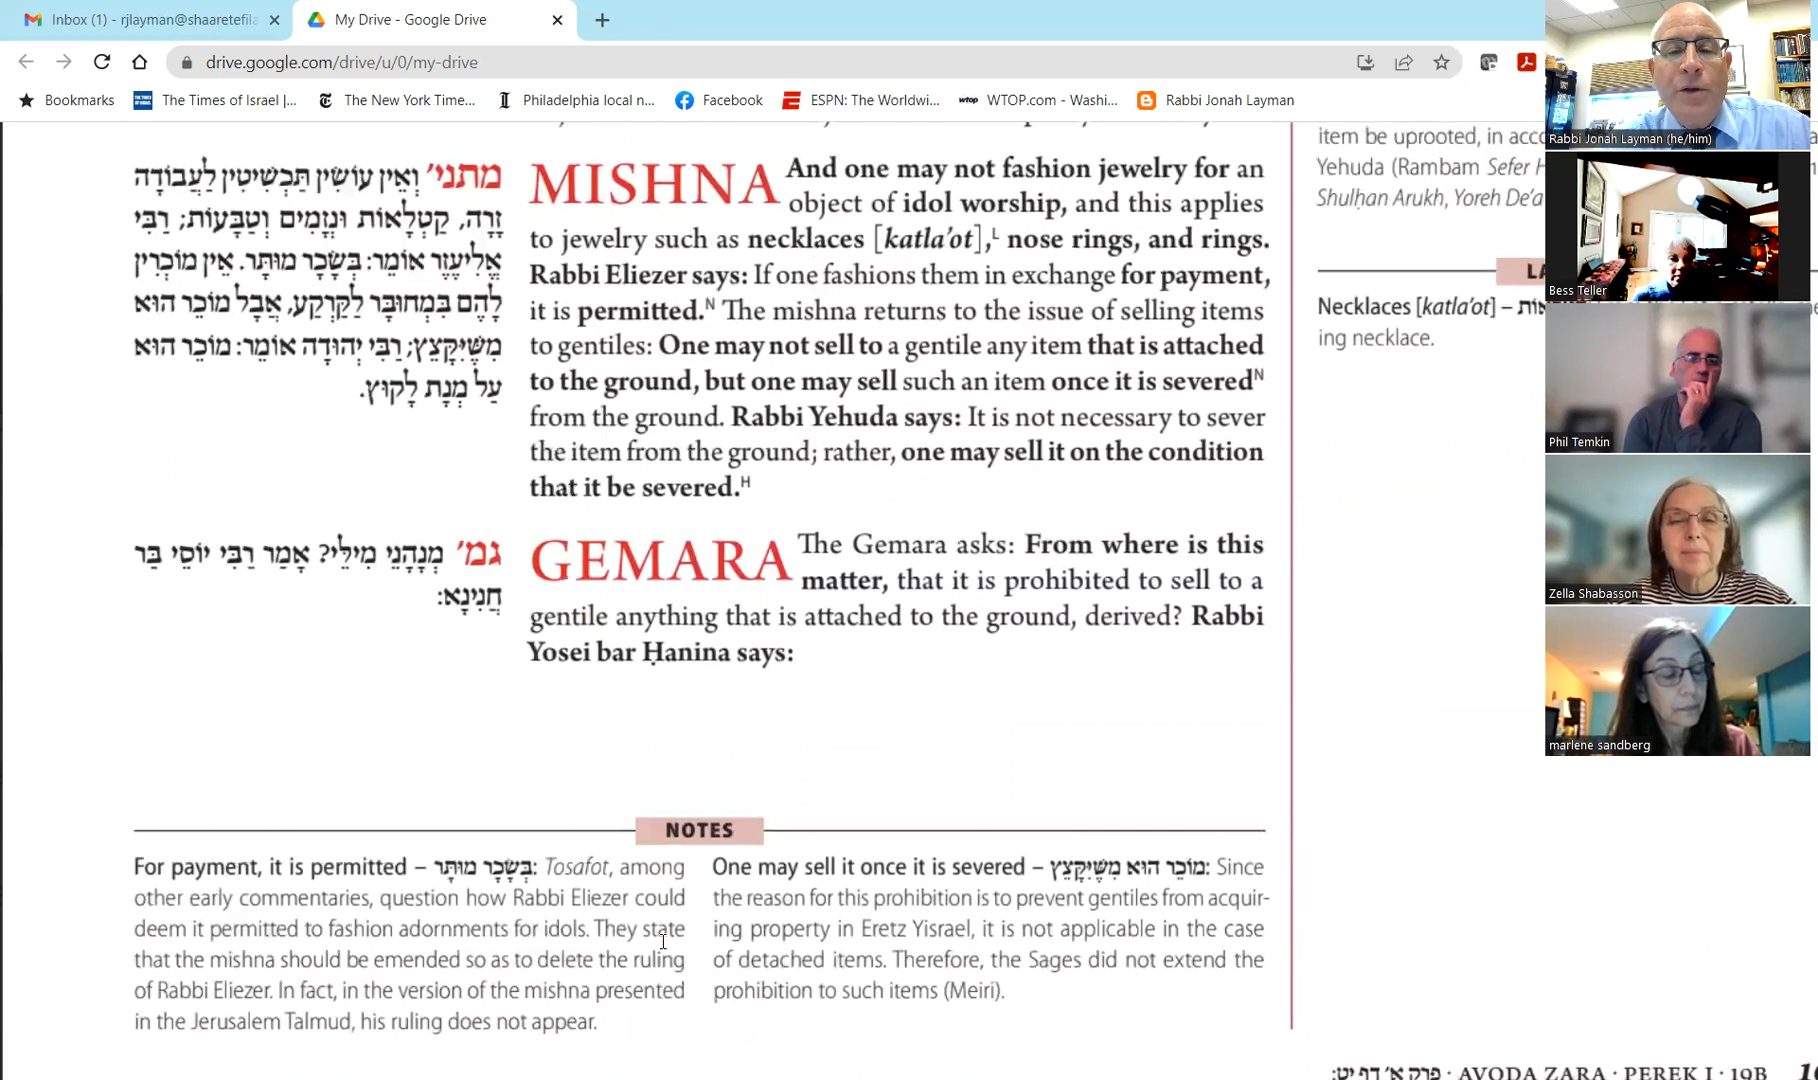 Inbox (1) - rjlayman@shaaretefila
My Drive - Google Drive
drive.google.com/drive/u/0/my-drive
Bookmarks
The Times of Israel |...
The New York Time...
Philadelphia local n...
Facebook
ESPN: The Worldwi...
WTOP.com - Washi...
Rabbi Jonah Layman
מתני׳ וְאֵין עוֹשִׂין תַּכְשִׁיטִין לַעֲבוֹדָה
זָרָה, קַטְלָאוֹת וּנְזָמִים וְטַבָּעוֹת; רַבִּי
אֱלִיעֶזֶר אוֹמֵר: בְּשָׂכָר מוּתָּר. אֵין מוֹכְרִין
לָהֶם בִּמְחוּבָּר לַקַּרְקַע, אֲבָל מוֹכֵר הוּא
מִשֶּׁיִּקָּצֵץ; רַבִּי יְהוּדָה אוֹמֵר: מוֹכֵר הוּא
עַל מְנָת לָקוּץ.
MISHNA And one may not fashion jewelry for an
object of idol worship, and this applies
to jewelry such as necklaces [katla'ot],L nose rings, and rings.
Rabbi Eliezer says: If one fashions them in exchange for payment,
it is permitted.N The mishna returns to the issue of selling items
to gentiles: One may not sell to a gentile any item that is attached
to the ground, but one may sell such an item once it is severedN
from the ground. Rabbi Yehuda says: It is not necessary to sever
the item from the ground; rather, one may sell it on the condition
that it be severed.H
גמ׳ מְנָהָנֵי מִילֵּי? אָמַר רַבִּי יוֹסֵי בַּר
חֲנִינָא:
GEMARA The Gemara asks: From where is this
matter, that it is prohibited to sell to a
gentile anything that is attached to the ground, derived? Rabbi
Yosei bar Ḥanina says:
NOTES
For payment, it is permitted – בְּשָׂכָר מוּתָּר: Tosafot, among
other early commentaries, question how Rabbi Eliezer could
deem it permitted to fashion adornments for idols. They state
that the mishna should be emended so as to delete the ruling
of Rabbi Eliezer. In fact, in the version of the mishna presented
in the Jerusalem Talmud, his ruling does not appear.
One may sell it once it is severed – מוֹכֵר הוּא מִשֶּׁיִּקָּצֵץ: Since
the reason for this prohibition is to prevent gentiles from acquir-
ing property in Eretz Yisrael, it is not applicable in the case
of detached items. Therefore, the Sages did not extend the
prohibition to such items (Meiri).
item be uprooted, in acc
Yehuda (Rambam Sefer H
Shulḥan Arukh, Yoreh De'a
LA
Necklaces [katla'ot] –
ing necklace.
Rabbi Jonah Layman (he/him)
Bess Teller
Phil Temkin
Zella Shabasson
marlene sandberg
פרק א׳ דף יט: · AVODA ZARA · PEREK I · 19B